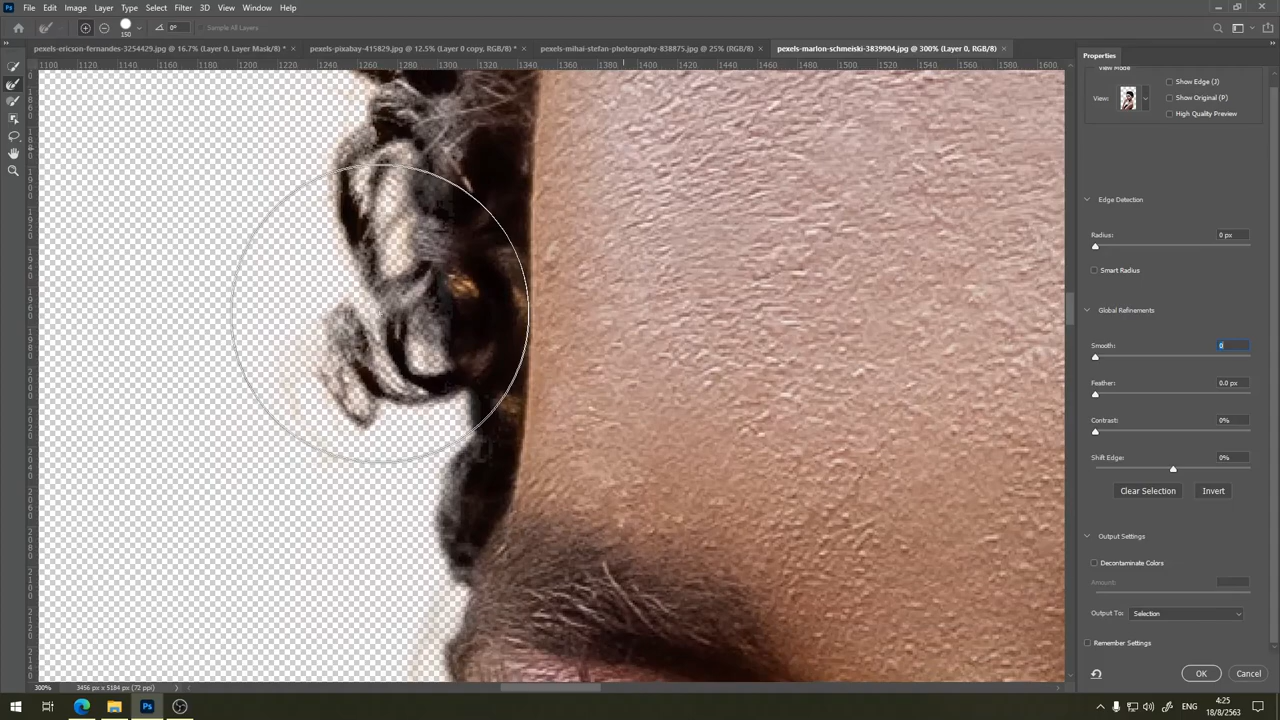 File Edit Image Layer Type Select Filter 3D View Window Help
150 0° Sample All Layers
pexels-ericson-fernandes-3254429.jpg @ 16.7% (Layer 0, Layer Mask/8) * × pexels-pixabay-415829.jpg @ 12.5% (Layer 0 copy, RGB/8) * × pexels-mihai-stefan-photography-838875.jpg @ 25% (RGB/8) × pexels-marlon-schmeiski-3839904.jpg @ 300% (Layer 0, RGB/8) ×
1100 1120 1140 1160 1180 1200 1220 1240 1260 1280 1300 1320 1340 1360 1380 1400 1420 1440 1460 1480 1500 1520 1540 1560 1580 1600
Properties
View Mode
View:
Show Edge (J)
Show Original (P)
High Quality Preview
Edge Detection
Radius: 0 px
Smart Radius
Global Refinements
Smooth: 0
Feather: 0.0 px
Contrast: 0%
Shift Edge: 0%
Clear Selection Invert
Output Settings
Decontaminate Colors
Amount:
Output To: Selection
Remember Settings
OK Cancel
300% 3456 px x 5184 px (72 ppi)
Ps ENG 4:25
18/8/2563